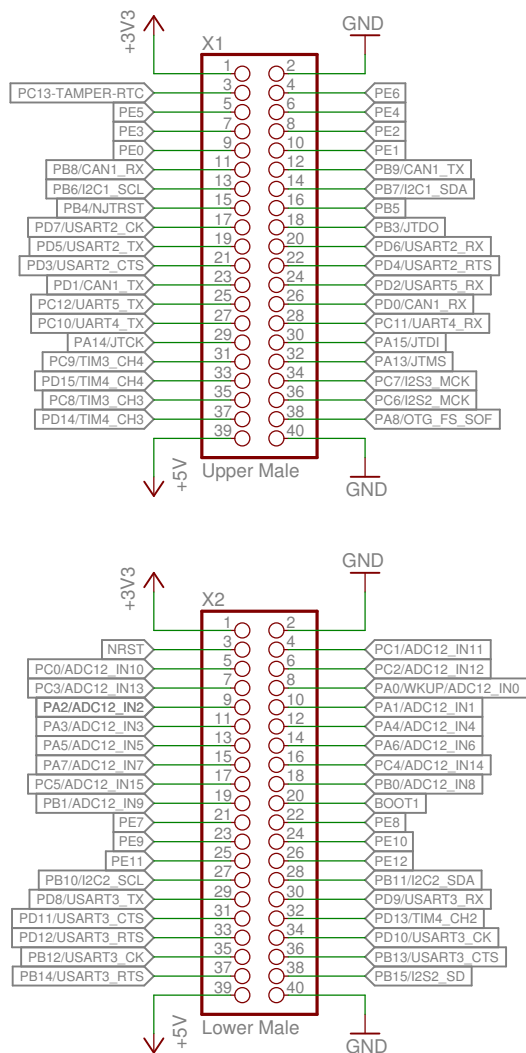 +3V3 GND
X1
1 2
PC13-TAMPER-RTC 3 4 PE6
PE5 5 6 PE4
PE3 7 8 PE2
PE0 9 10 PE1
PB8/CAN1_RX 11 12 PB9/CAN1_TX
PB6/I2C1_SCL 13 14 PB7/I2C1_SDA
PB4/NJTRST 15 16 PB5
PD7/USART2_CK 17 18 PB3/JTDO
PD5/USART2_TX 19 20 PD6/USART2_RX
PD3/USART2_CTS 21 22 PD4/USART2_RTS
PD1/CAN1_TX 23 24 PD2/USART5_RX
PC12/UART5_TX 25 26 PD0/CAN1_RX
PC10/UART4_TX 27 28 PC11/UART4_RX
PA14/JTCK 29 30 PA15/JTDI
PC9/TIM3_CH4 31 32 PA13/JTMS
PD15/TIM4_CH4 33 34 PC7/I2S3_MCK
PC8/TIM3_CH3 35 36 PC6/I2S2_MCK
PD14/TIM4_CH3 37 38 PA8/OTG_FS_SOF
39 40
+5V Upper Male GND
+3V3 GND
X2
1 2
NRST 3 4 PC1/ADC12_IN11
PC0/ADC12_IN10 5 6 PC2/ADC12_IN12
PC3/ADC12_IN13 7 8 PA0/WKUP/ADC12_IN0
PA2/ADC12_IN2 9 10 PA1/ADC12_IN1
PA3/ADC12_IN3 11 12 PA4/ADC12_IN4
PA5/ADC12_IN5 13 14 PA6/ADC12_IN6
PA7/ADC12_IN7 15 16 PC4/ADC12_IN14
PC5/ADC12_IN15 17 18 PB0/ADC12_IN8
PB1/ADC12_IN9 19 20 BOOT1
PE7 21 22 PE8
PE9 23 24 PE10
PE11 25 26 PE12
PB10/I2C2_SCL 27 28 PB11/I2C2_SDA
PD8/USART3_TX 29 30 PD9/USART3_RX
PD11/USART3_CTS 31 32 PD13/TIM4_CH2
PD12/USART3_RTS 33 34 PD10/USART3_CK
PB12/USART3_CK 35 36 PB13/USART3_CTS
PB14/USART3_RTS 37 38 PB15/I2S2_SD
39 40
+5V Lower Male GND